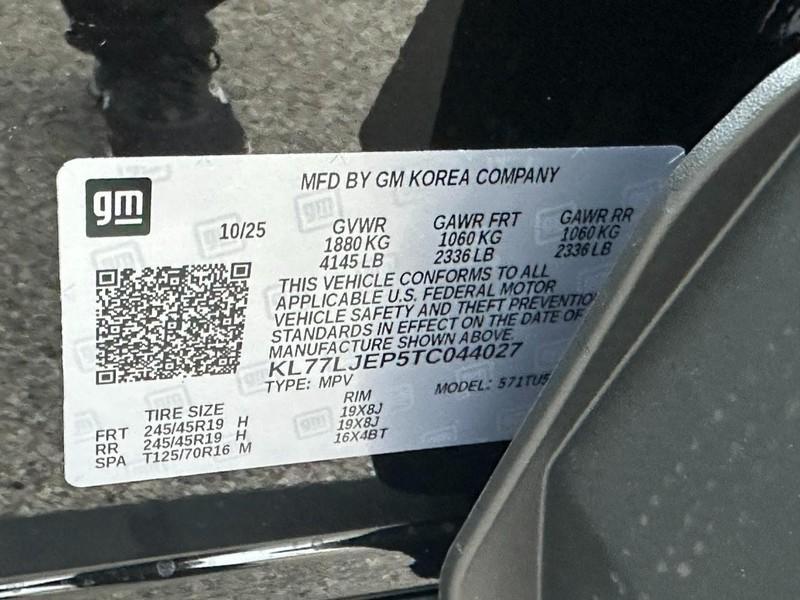 gm
MFD BY GM KOREA COMPANY
10/25 GVWR GAWR FRT GAWR RR
1880 KG 1060 KG 1060 KG
4145 LB 2336 LB 2336 LB
THIS VEHICLE CONFORMS TO ALL
APPLICABLE U.S. FEDERAL MOTOR
VEHICLE SAFETY AND THEFT PREVENTIO
STANDARDS IN EFFECT ON THE DATE OF
MANUFACTURE SHOWN ABOVE.
KL77LJEP5TC044027
TYPE: MPV MODEL: 571TU5
TIRE SIZE RIM
FRT 245/45R19 H 19X8J
RR 245/45R19 H 19X8J
SPA T125/70R16 M 16X4BT